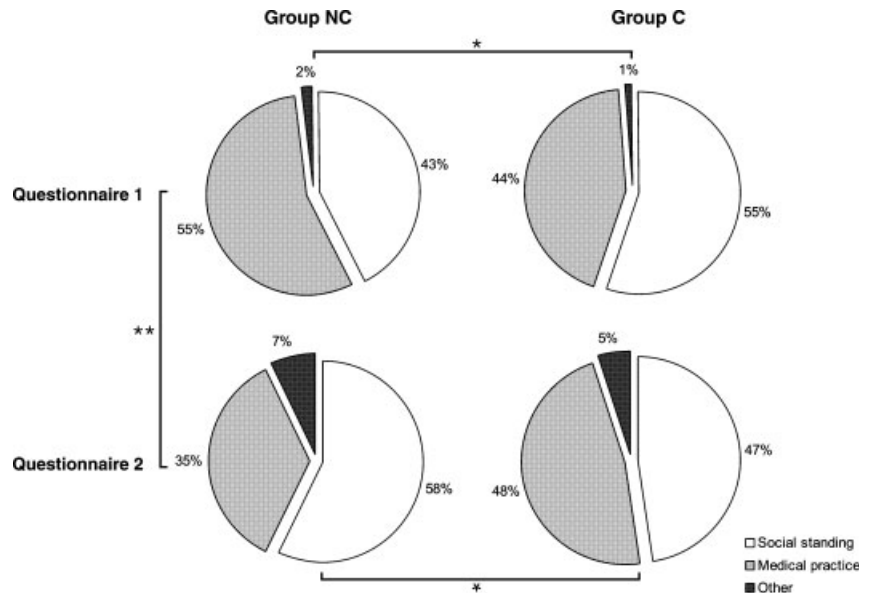 Group NC
Group C
*
2%
1%
43%
44%
Questionnaire 1
55%
55%
**
7%
5%
Questionnaire 2
35%
47%
58%
48%
Social standing
Medical practice
Other
*